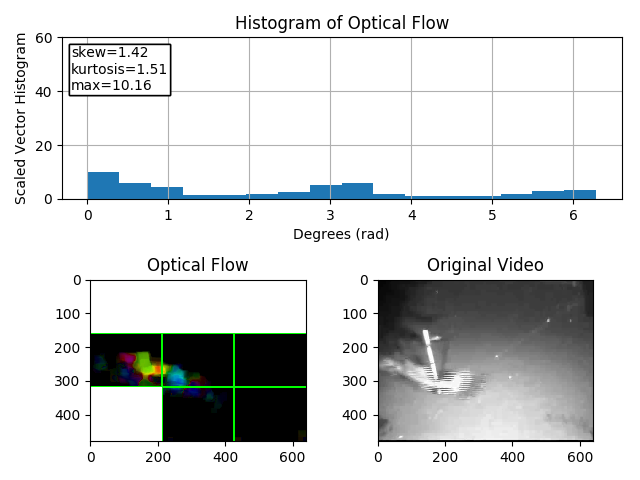 Histogram of Optical Flow
Scaled Vector Histogram
60
40
20
0
skew=1.42
kurtosis=1.51
max=10.16
0 1 2 3 4 5 6
Degrees (rad)
Optical Flow
0
100
200
300
400
0 200 400 600
Original Video
0
100
200
300
400
0 200 400 600